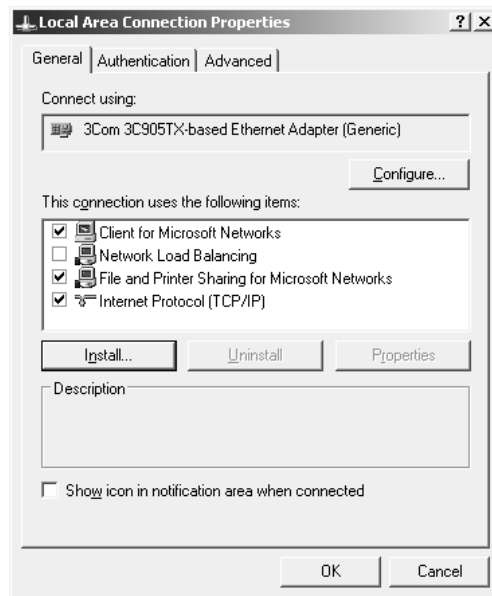 Local Area Connection Properties
General Authentication Advanced
Connect using:
3Com 3C905TX-based Ethernet Adapter (Generic)
Configure...
This connection uses the following items:
Client for Microsoft Networks
Network Load Balancing
File and Printer Sharing for Microsoft Networks
Internet Protocol (TCP/IP)
Install... Uninstall Properties
Description
Show icon in notification area when connected
OK Cancel